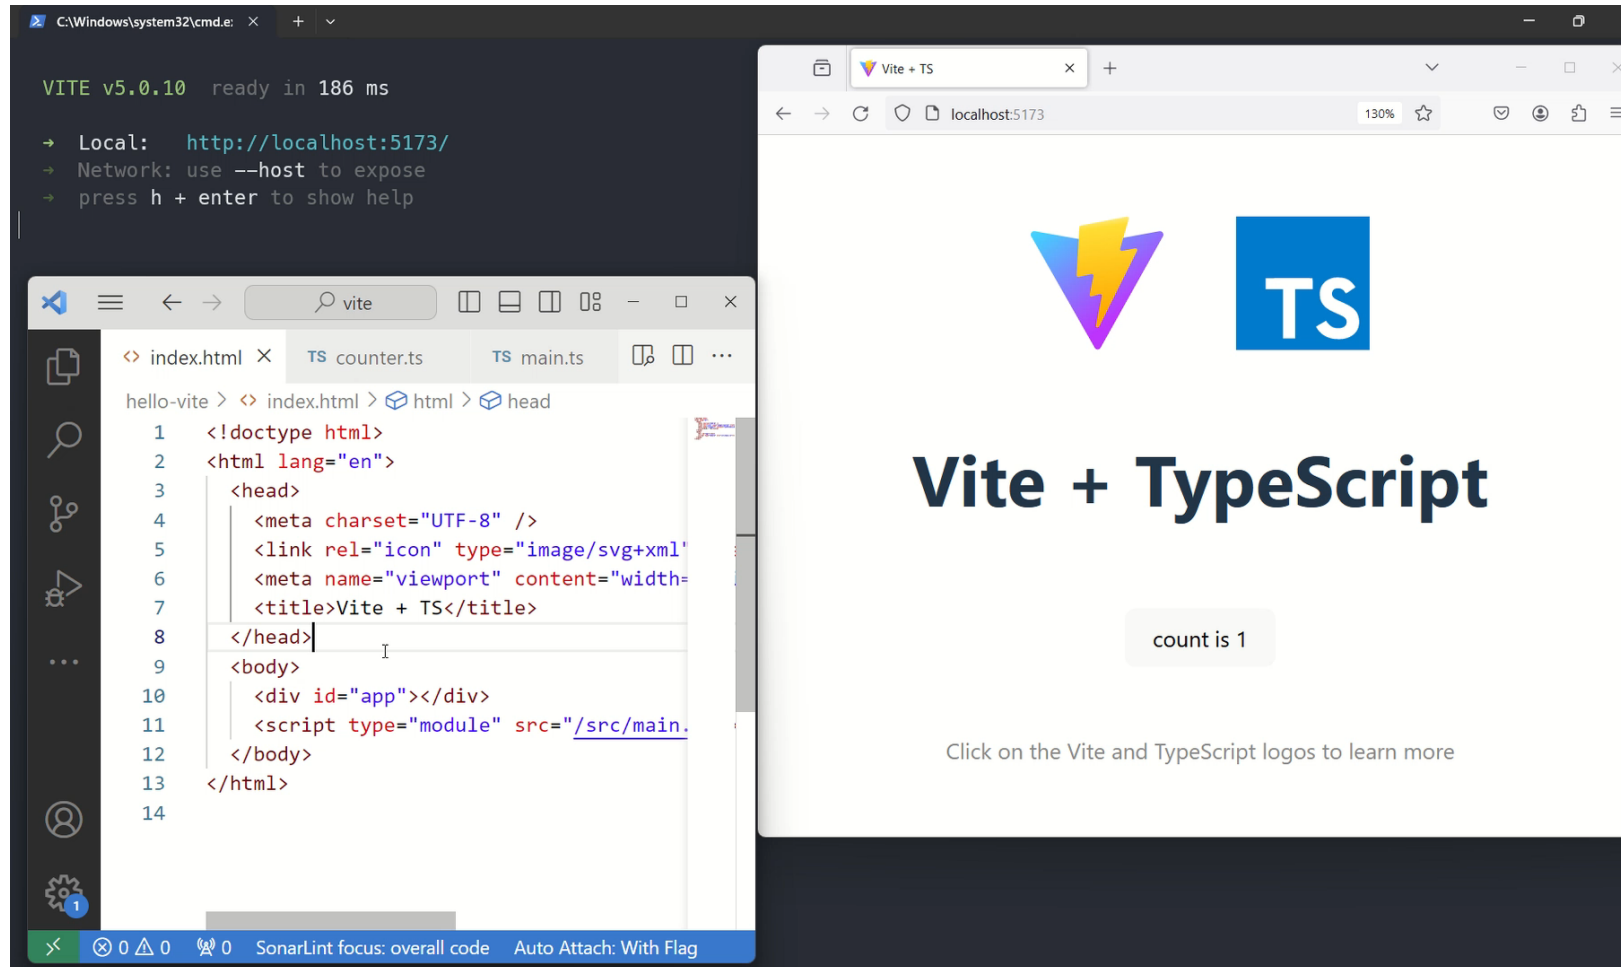 C:\Windows\system32\cmd.e:
VITE v5.0.10 ready in 186 ms
➜ Local: http://localhost:5173/
➜ Network: use --host to expose
➜ press h + enter to show help
vite
index.html
TS counter.ts
TS main.ts
hello-vite > index.html > html > head
1 <!doctype html>
2 <html lang="en">
3 <head>
4 <meta charset="UTF-8" />
5 <link rel="icon" type="image/svg+xml"
6 <meta name="viewport" content="width=
7 <title>Vite + TS</title>
8 </head>
9 <body>
10 <div id="app"></div>
11 <script type="module" src="/src/main.
12 </body>
13 </html>
14
1
0 0 0 SonarLint focus: overall code Auto Attach: With Flag
Vite + TS
localhost:5173 130%
TS
Vite + TypeScript
count is 1
Click on the Vite and TypeScript logos to learn more